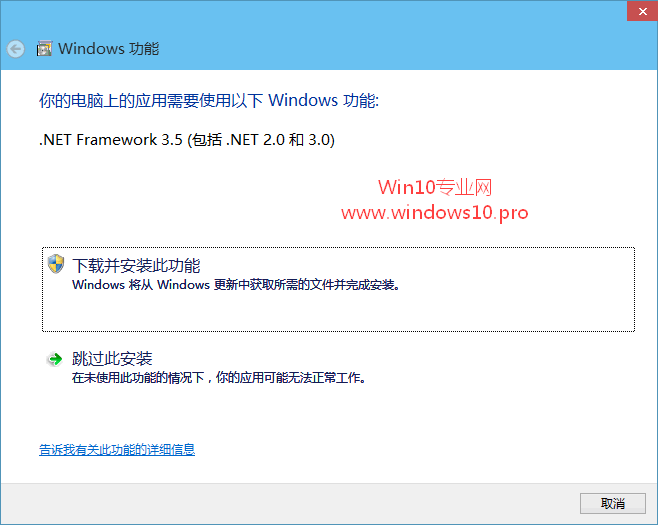 Windows 功能
你的电脑上的应用需要使用以下 Windows 功能:
.NET Framework 3.5 (包括 .NET 2.0 和 3.0)
Win10专业网
www.windows10.pro
下载并安装此功能
Windows 将从 Windows 更新中获取所需的文件并完成安装。
跳过此安装
在未使用此功能的情况下，你的应用可能无法正常工作。
告诉我有关此功能的详细信息
取消